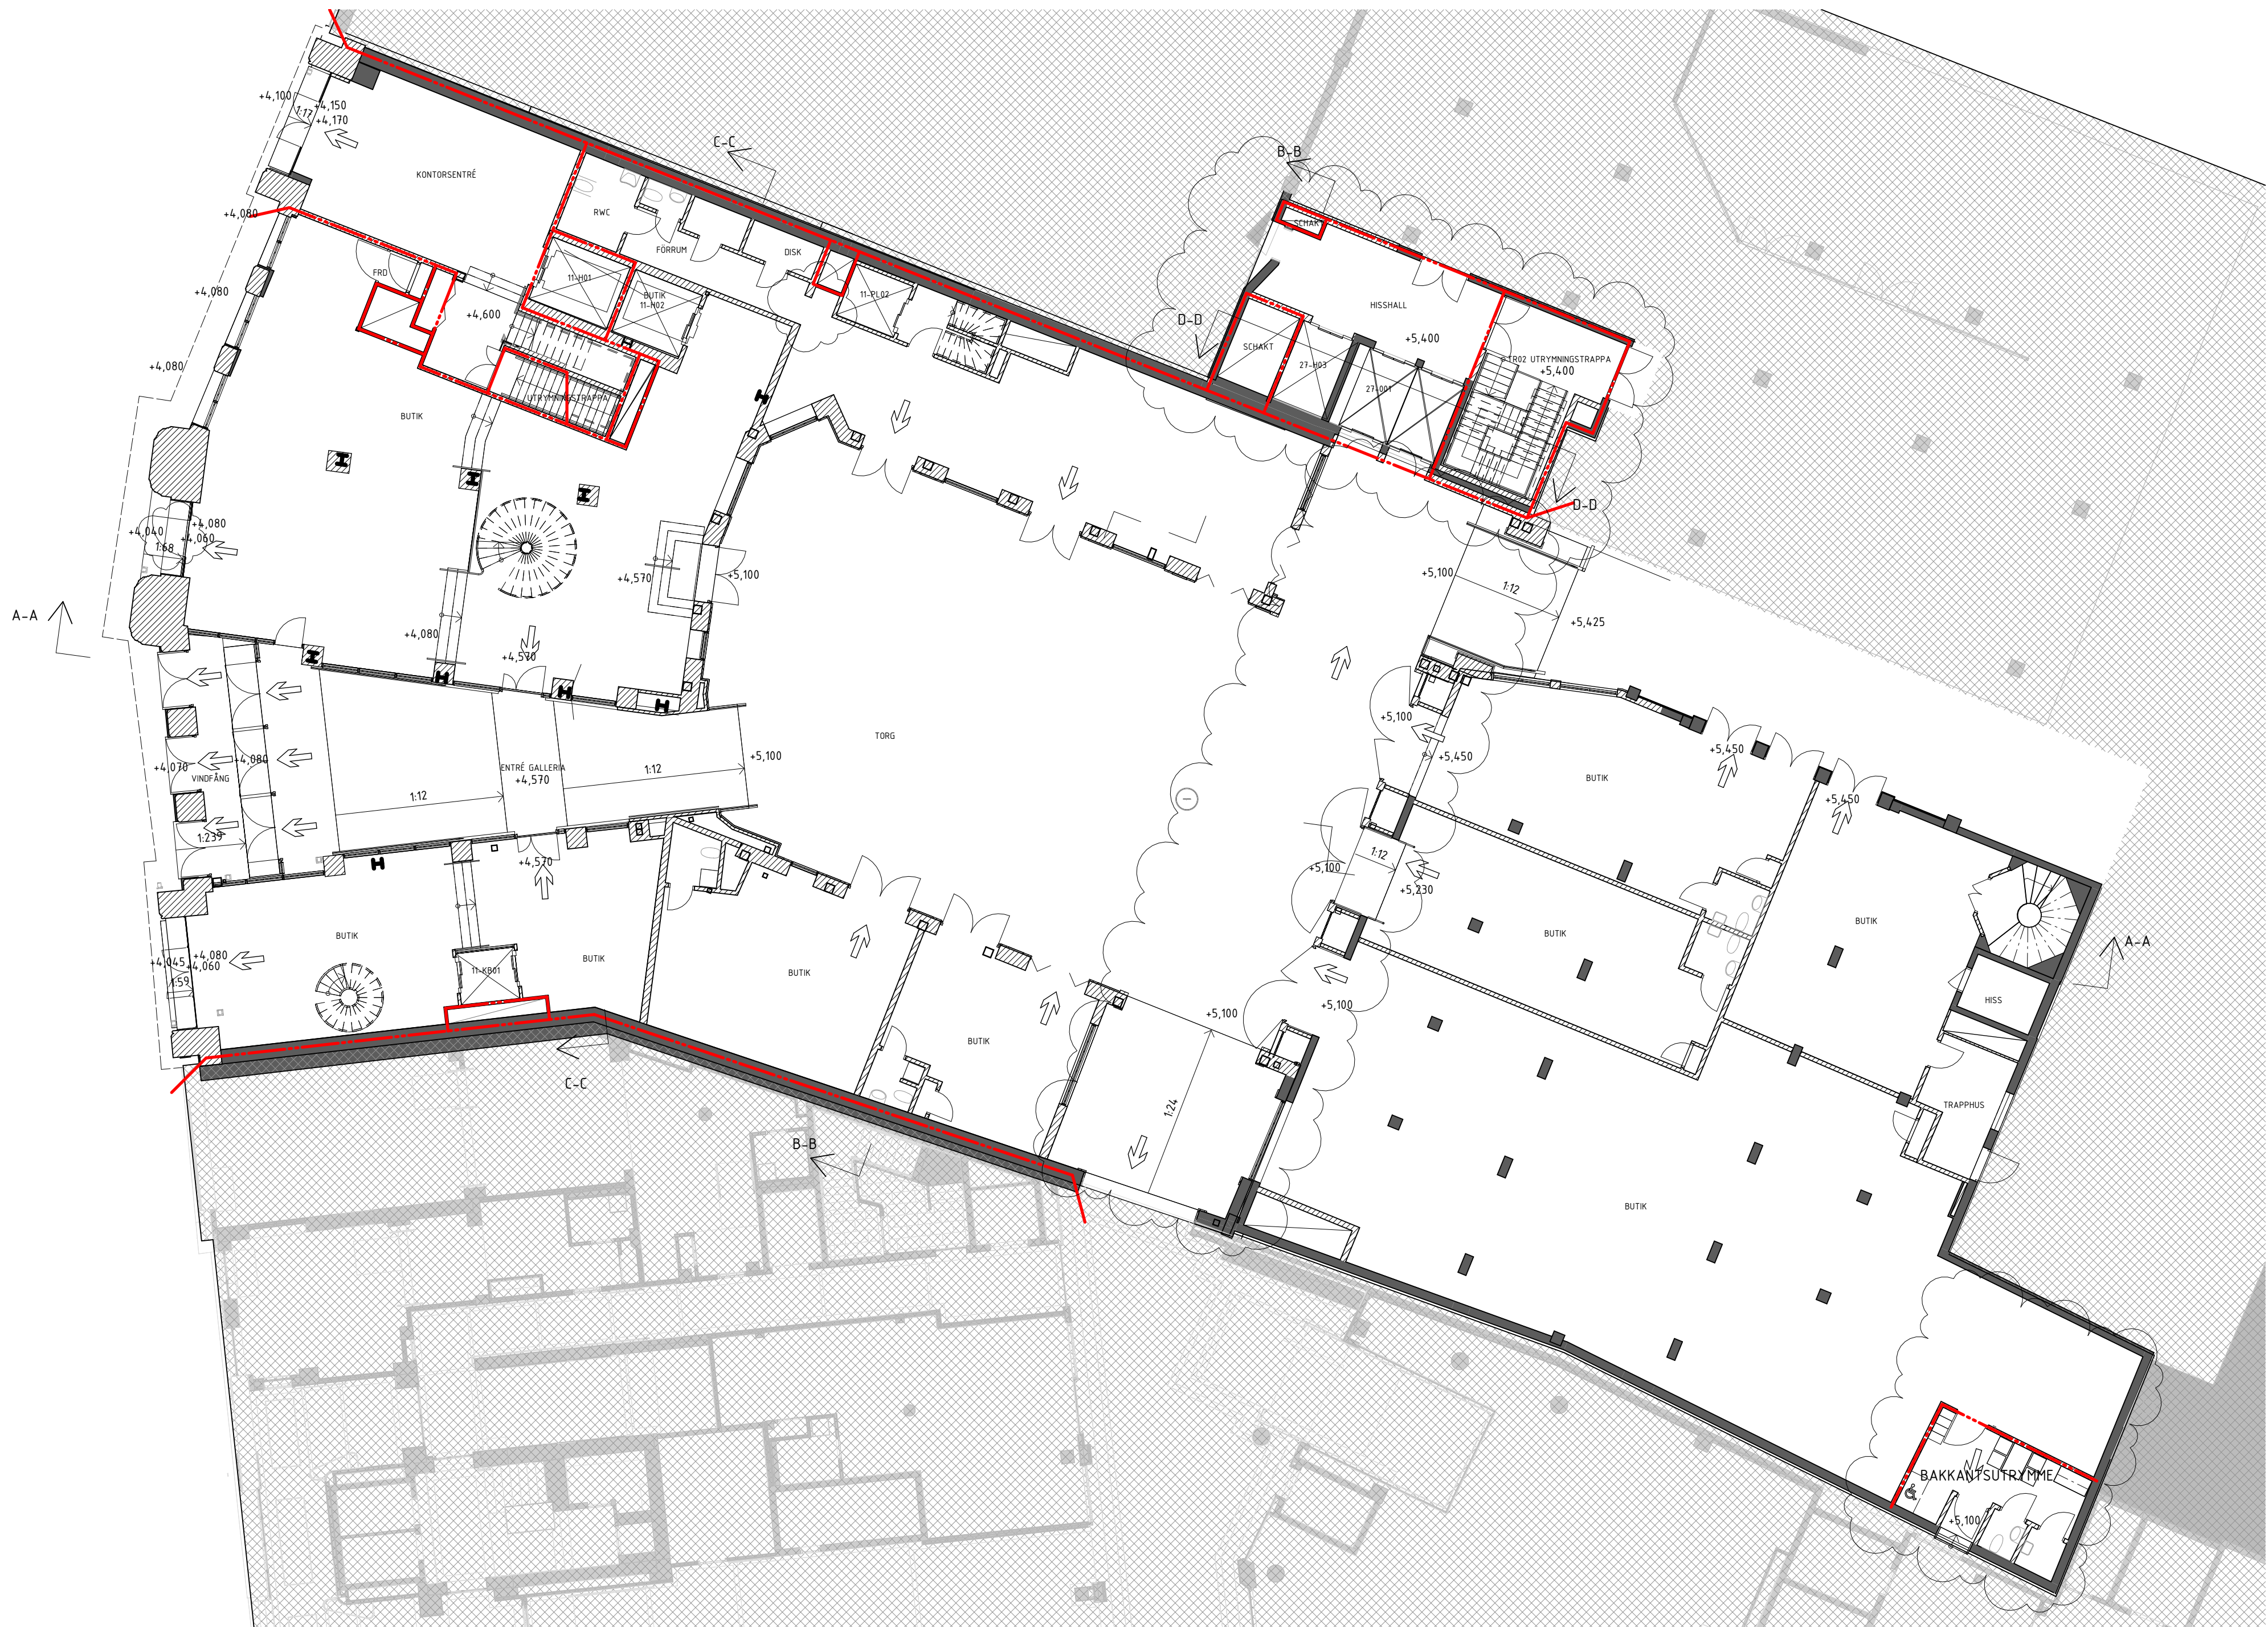 +4,100
+4,150
1:17
+4,170
C-C
B-B
KONTORSENTRÉ
+4,080
RWC
FÖRRUM
DISK
SCHAKT
FRD
11-H01
+4,080
BUTIK
11-H02
11-PL02
HISSHALL
+4,600
D-D
+5,400
SCHAKT
27-H03
TR02 UTRYMNINGSTRAPPA
+5,400
+4,080
27-001
UTRYMNINGSTRAPPA
BUTIK
D-D
+4,040
+4,080
+4,060
1:68
+4,570
+5,100
+5,100
1:12
+5,425
A-A
+4,080
+4,570
+5,100
TORG
+5,450
+5,450
+4,070
+4,080
VINDFÅNG
ENTRÉ GALLERIA
+4,570
1:12
+5,100
BUTIK
1:12
+5,450
1:239
+4,570
1:12
+5,100
+5,230
BUTIK
BUTIK
BUTIK
A-A
+4,045
+4,080
+4,060
1:59
BUTIK
11-KB01
BUTIK
HISS
+5,100
+5,100
BUTIK
C-C
1:24
TRAPPHUS
B-B
BUTIK
BAKKANTSUTRYMME
+5,100